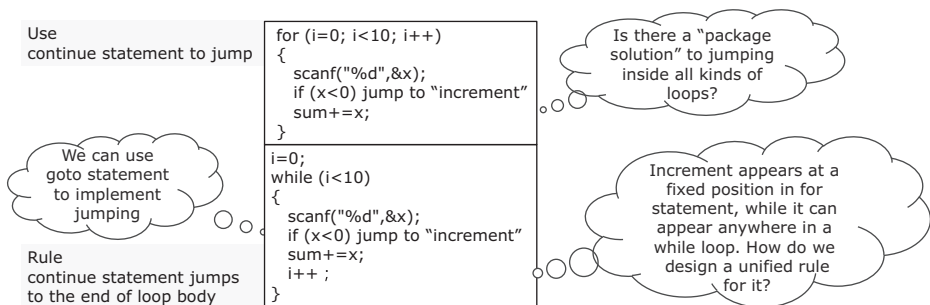 Use
continue statement to jump
for (i=0; i<10; i++)
{
scanf("%d",&x);
if (x<0) jump to “increment”
sum+=x;
}
Is there a “package
solution” to jumping
inside all kinds of
loops?
We can use
goto statement
to implement
jumping
i=0;
while (i<10)
{
scanf("%d",&x);
if (x<0) jump to “increment”
sum+=x;
i++ ;
}
Increment appears at a
fixed position in for
statement, while it can
appear anywhere in a
while loop. How do we
design a unified rule
for it?
Rule
continue statement jumps
to the end of loop body